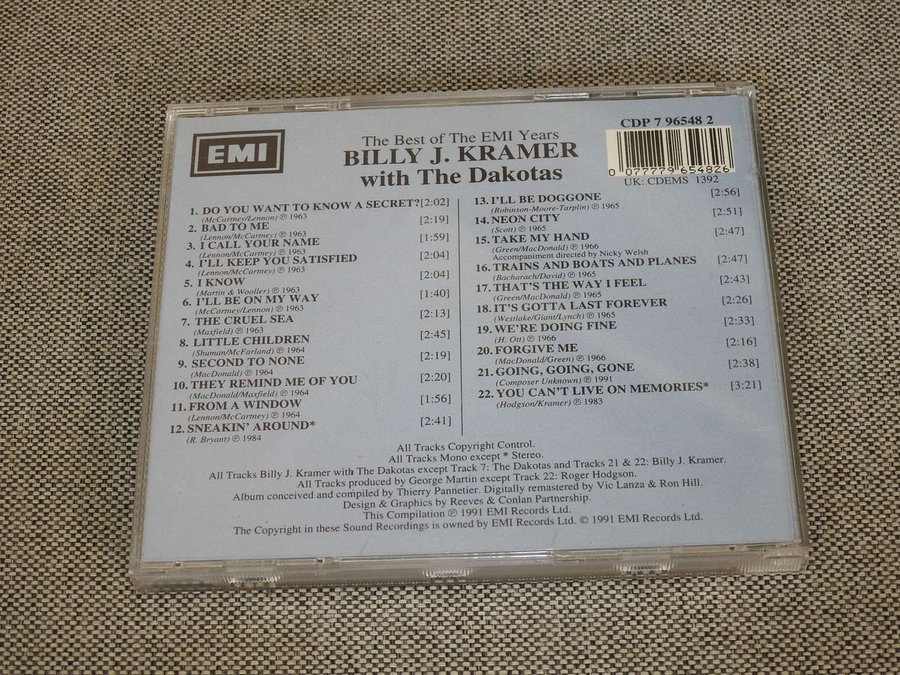 EMI
The Best of The EMI Years
BILLY J. KRAMER
with The Dakotas
CDP 7 96548 2
0 077779 654826
UK: CDEMS 1392
1. DO YOU WANT TO KNOW A SECRET? [2:02]
(McCartney/Lennon) ℗ 1963
2. BAD TO ME [2:19]
(Lennon/McCartney) ℗ 1963
3. I CALL YOUR NAME [1:59]
(Lennon/McCartney) ℗ 1963
4. I'LL KEEP YOU SATISFIED [2:04]
(Lennon/McCartney) ℗ 1963
5. I KNOW [2:04]
(Martin & Wooller) ℗ 1963
6. I'LL BE ON MY WAY [1:40]
(McCartney/Lennon) ℗ 1963
7. THE CRUEL SEA [2:13]
(Maxfield) ℗ 1963
8. LITTLE CHILDREN [2:45]
(Shuman/McFarland) ℗ 1964
9. SECOND TO NONE [2:19]
(MacDonald) ℗ 1964
10. THEY REMIND ME OF YOU [2:20]
(MacDonald/Maxfield) ℗ 1964
11. FROM A WINDOW [1:56]
(Lennon/McCartney) ℗ 1964
12. SNEAKIN' AROUND* [2:41]
(R. Bryant) ℗ 1984
13. I'LL BE DOGGONE [2:56]
(Robinson-Moore-Tarplin) ℗ 1965
14. NEON CITY [2:51]
(Scott) ℗ 1965
15. TAKE MY HAND [2:47]
(Green/MacDonald) ℗ 1966
Accompaniment directed by Nicky Welsh
16. TRAINS AND BOATS AND PLANES [2:47]
(Bacharach/David) ℗ 1965
17. THAT'S THE WAY I FEEL [2:43]
(Green/MacDonald) ℗ 1965
18. IT'S GOTTA LAST FOREVER [2:26]
(Westlake/Giant/Lynch) ℗ 1965
19. WE'RE DOING FINE [2:33]
(H. Ott) ℗ 1966
20. FORGIVE ME [2:16]
(MacDonald/Green) ℗ 1966
21. GOING, GOING, GONE [2:38]
(Composer Unknown) ℗ 1991
22. YOU CAN'T LIVE ON MEMORIES* [3:21]
(Hodgson/Kramer) ℗ 1983
All Tracks Copyright Control.
All Tracks Mono except * Stereo.
All Tracks Billy J. Kramer with The Dakotas except Track 7: The Dakotas and Tracks 21 & 22: Billy J. Kramer.
All Tracks produced by George Martin except Track 22: Roger Hodgson.
Album conceived and compiled by Thierry Pannetier. Digitally remastered by Vic Lanza & Ron Hill.
Design & Graphics by Reeves & Conlan Partnership.
This Compilation ℗ 1991 EMI Records Ltd.
The Copyright in these Sound Recordings is owned by EMI Records Ltd. © 1991 EMI Records Ltd.